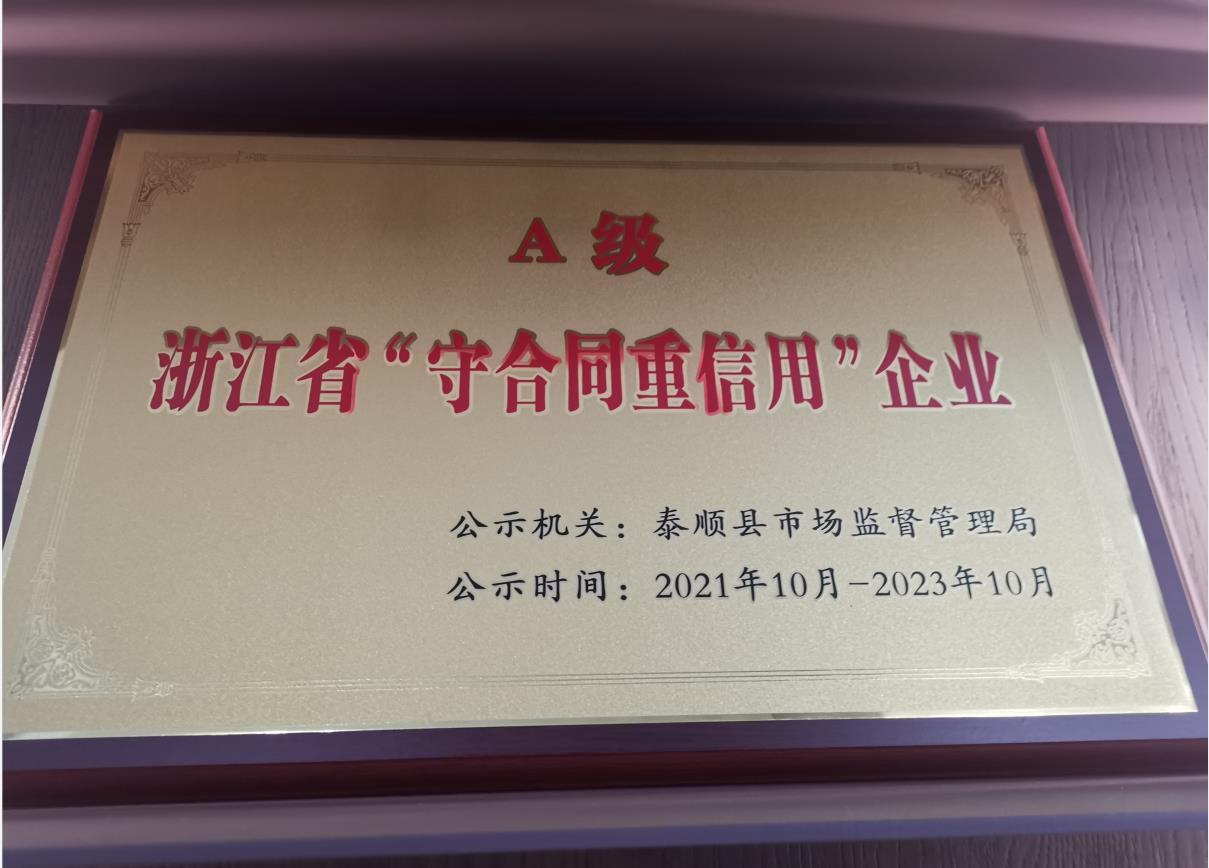 A级
浙江省“守合同重信用”企业
公示机关：泰顺县市场监督管理局
公示时间：2021年10月-2023年10月